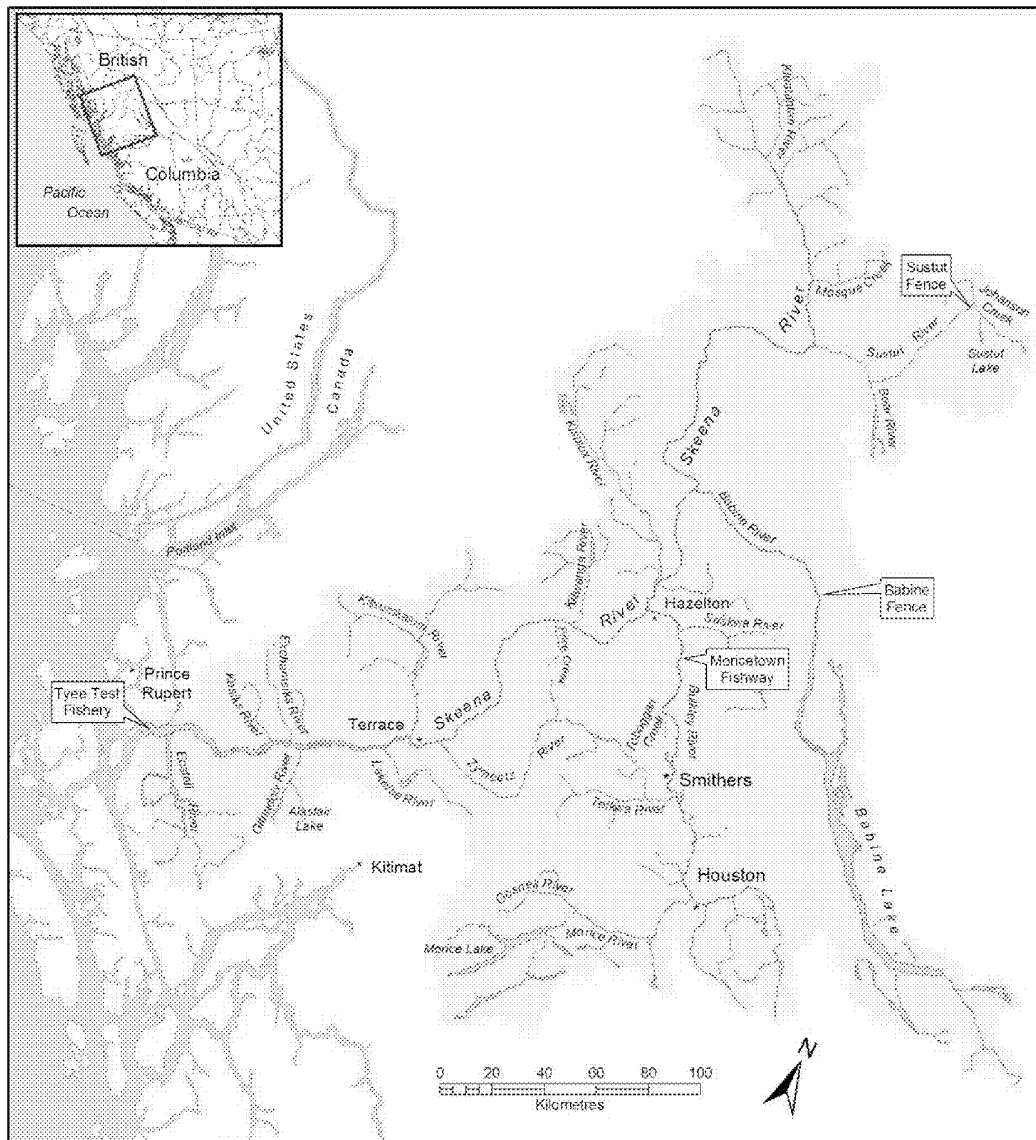 British
Columbia
Pacific
Ocean
United States
Canada
Portland Inlet
River
Mosque Creek
Sustut
Fence
Johanson
Creek
Sustut River
Sustut
Lake
Bear River
Skeena
Kispiox River
Babine River
Babine
Fence
Kitwanga River
River
Hazelton
Suskwa River
Moricetown
Fishway
Kitsumkalum River
Exchamsiks River
Kasiks River
Prince
Rupert
Tyee Test
Fishery
Terrace
Skeena
Zymoetz
River
Toboggan
Creek
Bulkley River
Smithers
Telkwa River
Lakelse River
Ecstall
River
Gitnadoix River
Alastair
Lake
Kitimat
Houston
Gosnell River
Morice River
Morice Lake
Babine Lake
N
0 20 40 60 80 100
Kilometres